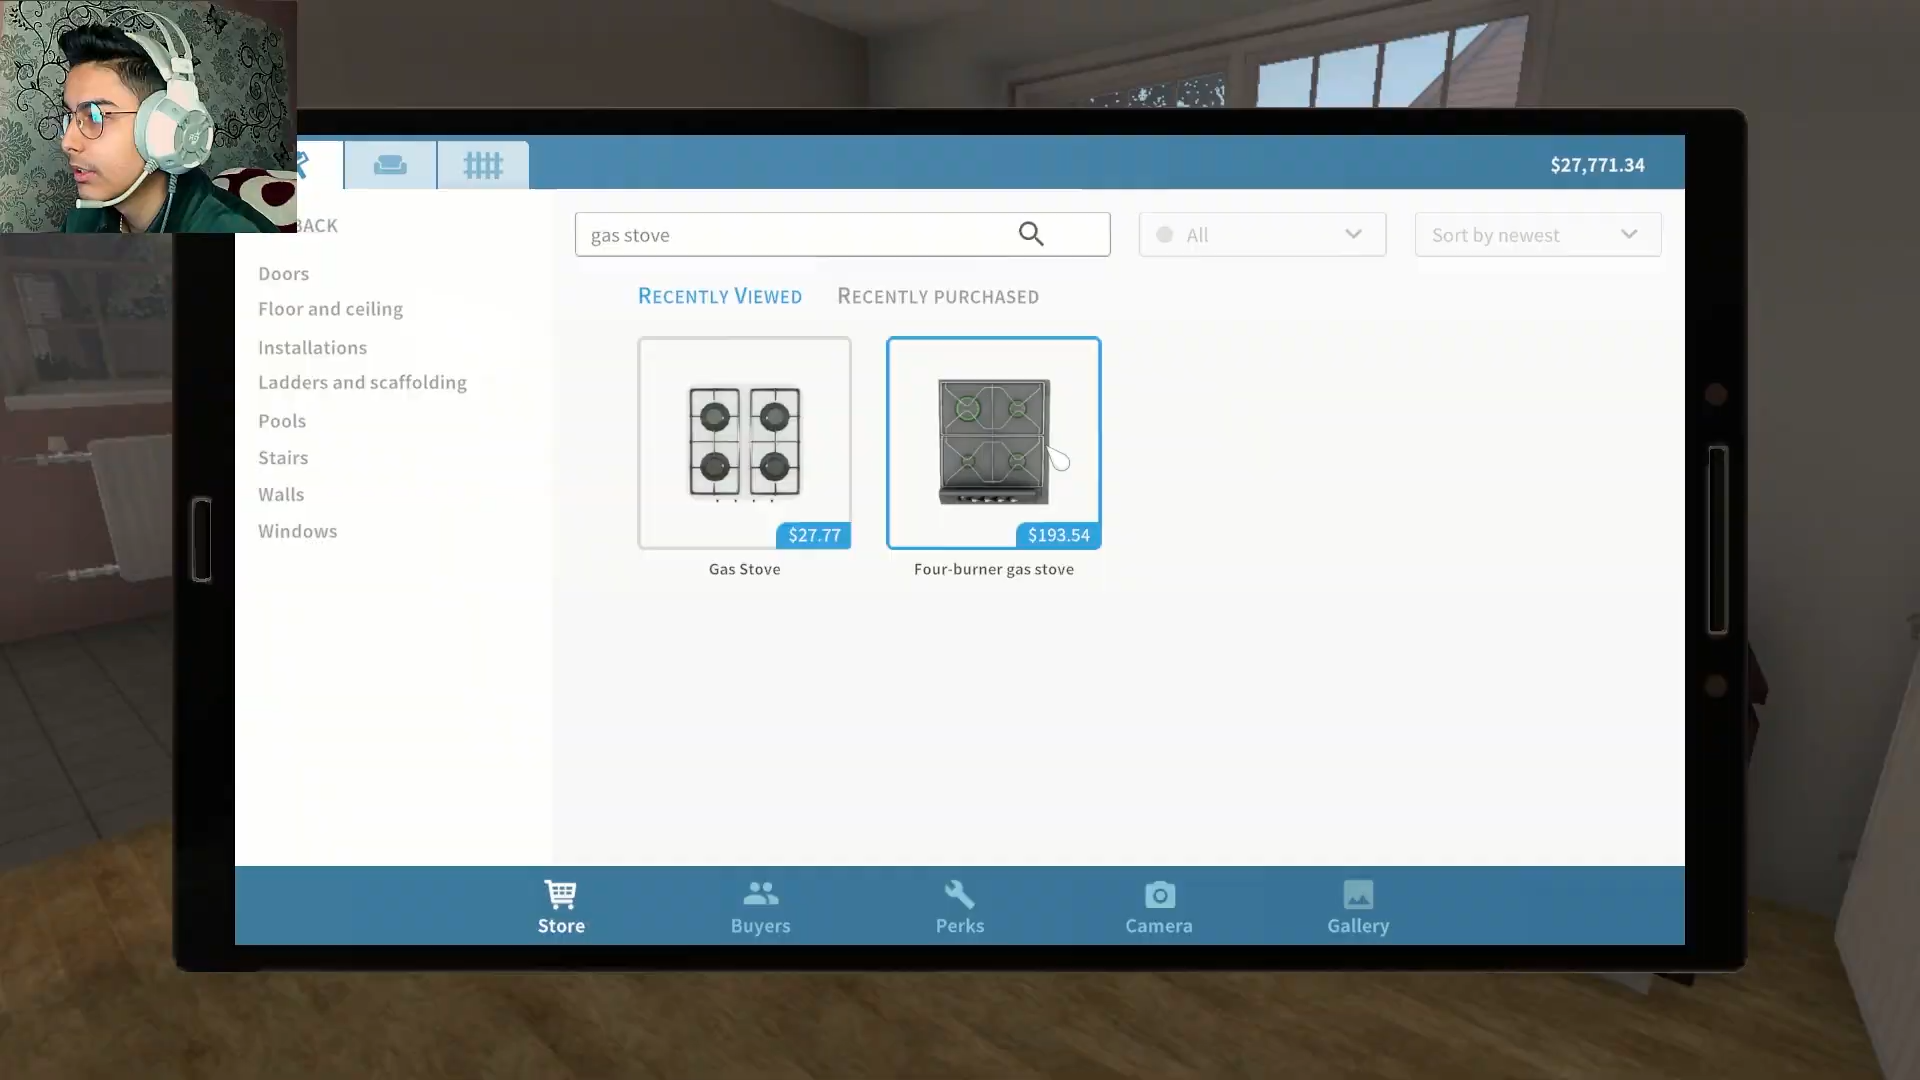 $27,771.34
BACK
gas stove
All
Sort by newest
Doors
Floor and ceiling
Installations
Ladders and scaffolding
Pools
Stairs
Walls
Windows
RECENTLY VIEWED
RECENTLY PURCHASED
$27.77
$193.54
Gas Stove
Four-burner gas stove
Store
Buyers
Perks
Camera
Gallery